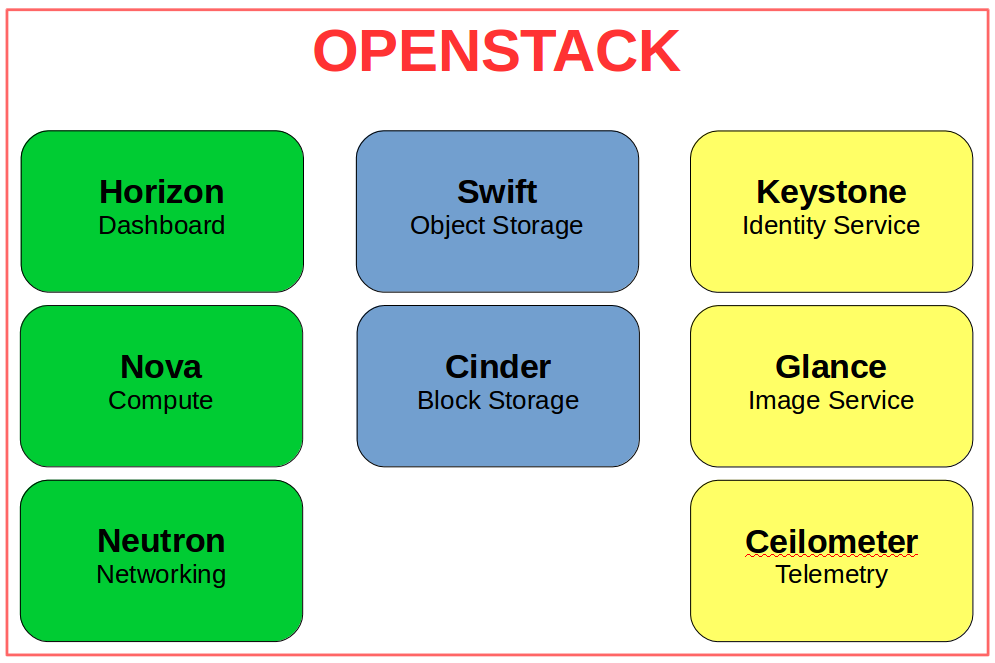 OPENSTACK
Horizon
Dashboard
Swift
Object Storage
Keystone
Identity Service
Nova
Compute
Cinder
Block Storage
Glance
Image Service
Neutron
Networking
Ceilometer
Telemetry